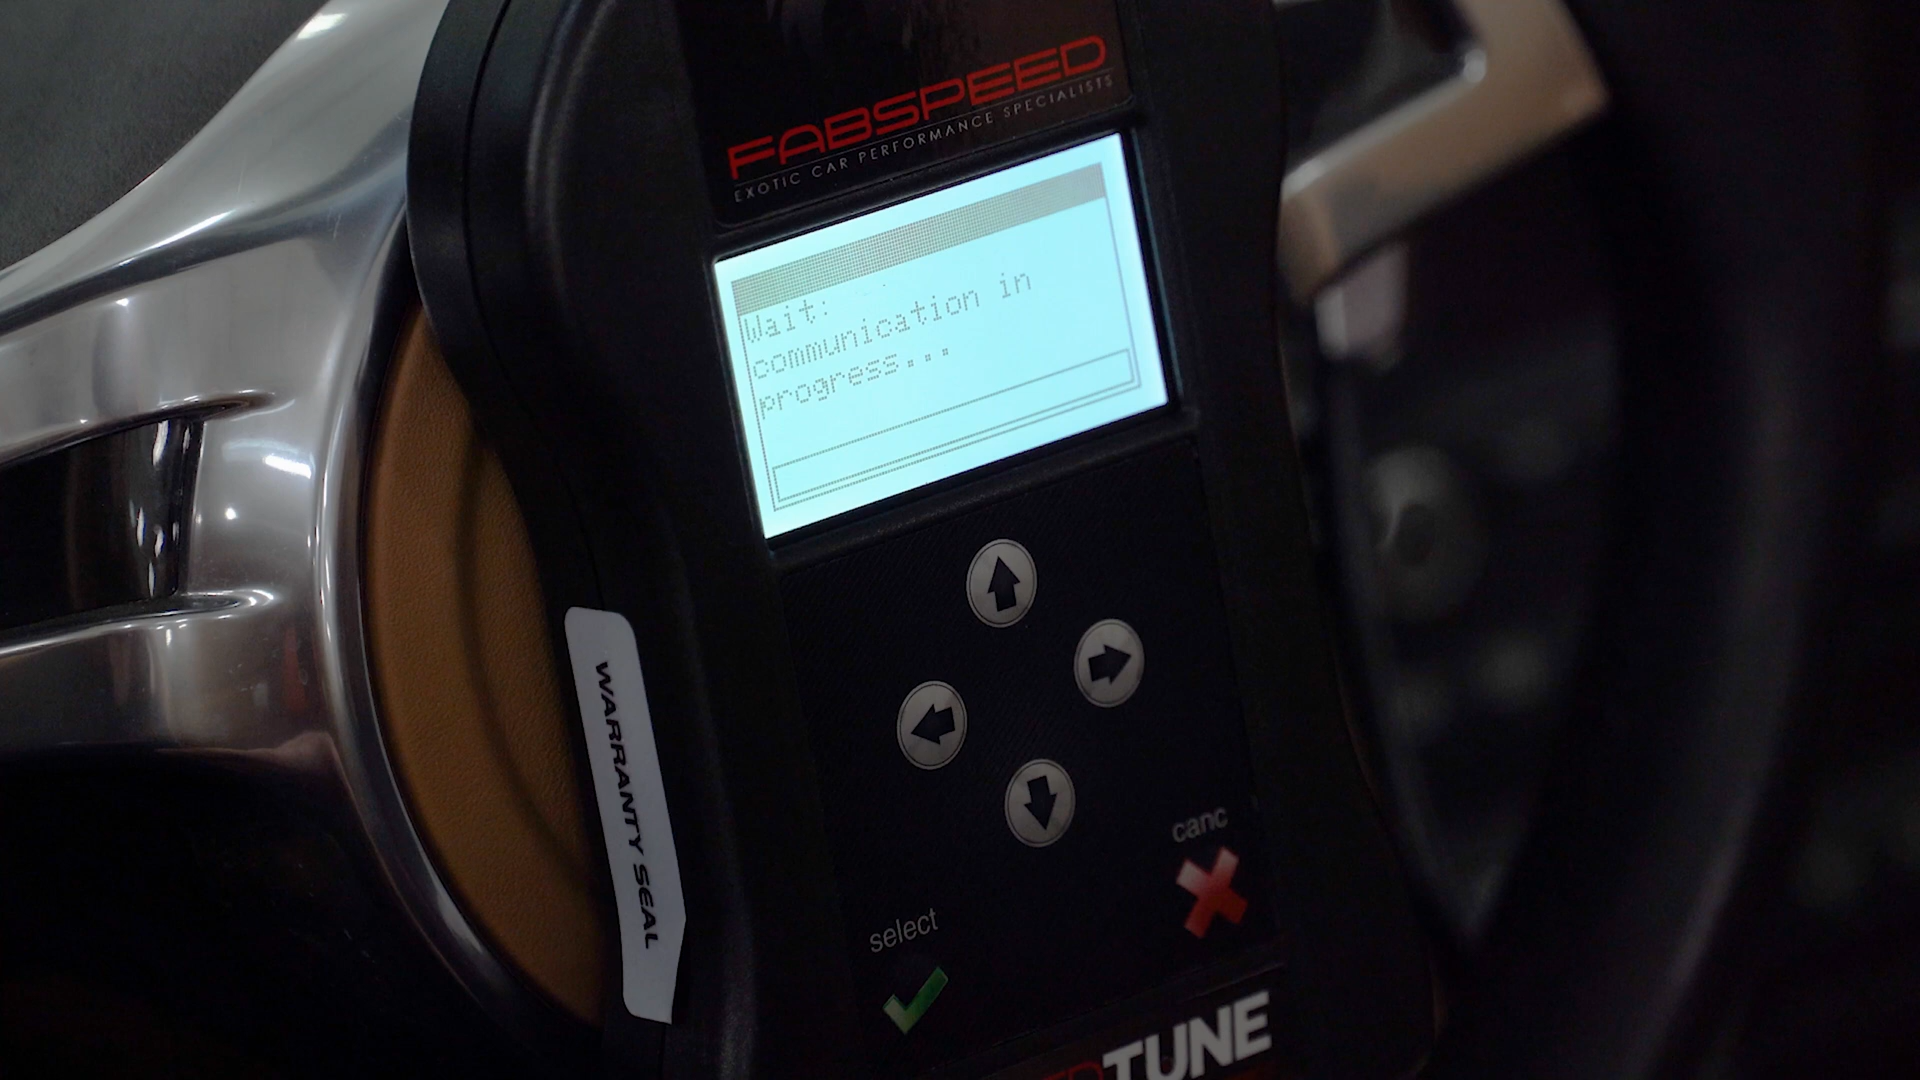 FABSPEED
EXOTIC CAR PERFORMANCE SPECIALISTS
Wait:
communication in
progress...
WARRANTY SEAL
canc
select
TUNE